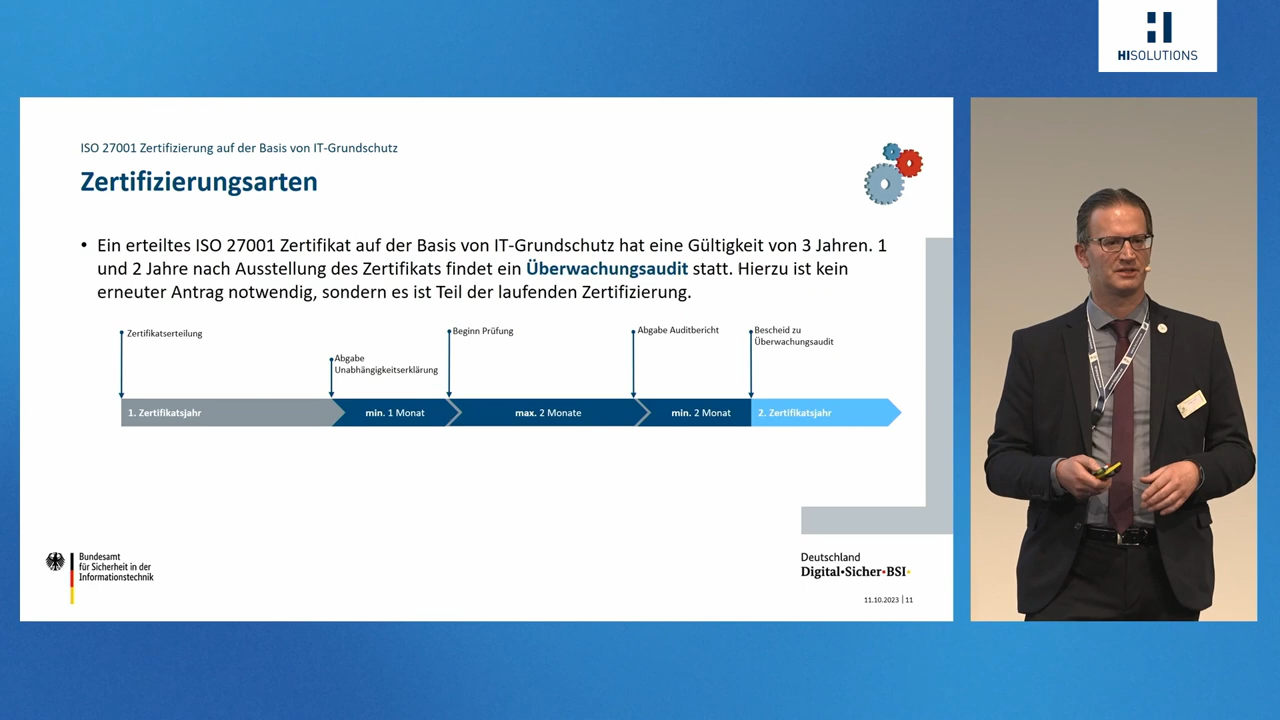 HISOLUTIONS
ISO 27001 Zertifizierung auf der Basis von IT-Grundschutz
Zertifizierungsarten
• Ein erteiltes ISO 27001 Zertifikat auf der Basis von IT-Grundschutz hat eine Gültigkeit von 3 Jahren. 1
und 2 Jahre nach Ausstellung des Zertifikats findet ein Überwachungsaudit statt. Hierzu ist kein
erneuter Antrag notwendig, sondern es ist Teil der laufenden Zertifizierung.
Zertifikatserteilung
Abgabe
Unabhängigkeitserklärung
Beginn Prüfung
Abgabe Auditbericht
Bescheid zu
Überwachungsaudit
1. Zertifikatsjahr
min. 1 Monat
max. 2 Monate
min. 2 Monat
2. Zertifikatsjahr
Bundesamt
für Sicherheit in der
Informationstechnik
Deutschland
Digital•Sicher•BSI•
11.10.2023 | 11